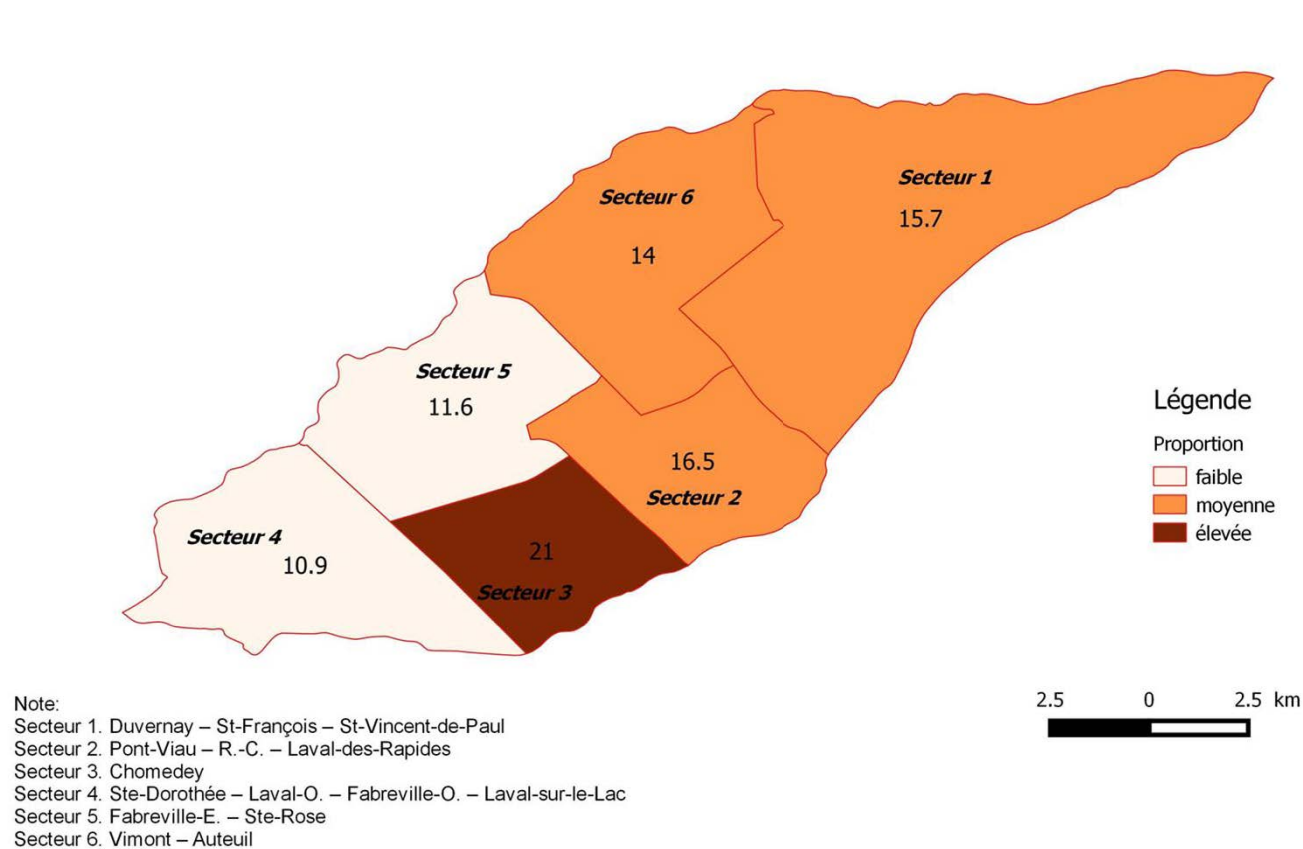 Secteur 6
14
Secteur 1
15.7
Secteur 5
11.6
16.5
Secteur 2
Secteur 4
10.9
21
Secteur 3
Légende
Proportion
faible
moyenne
élevée
2.5 0 2.5 km
Note:
Secteur 1. Duvernay – St-François – St-Vincent-de-Paul
Secteur 2. Pont-Viau – R.-C. – Laval-des-Rapides
Secteur 3. Chomedey
Secteur 4. Ste-Dorothée – Laval-O. – Fabreville-O. – Laval-sur-le-Lac
Secteur 5. Fabreville-E. – Ste-Rose
Secteur 6. Vimont – Auteuil